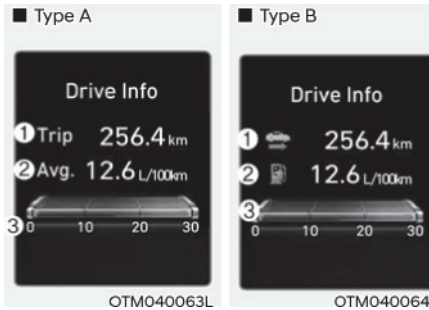 ■ Type A
Drive Info
① Trip 256.4 km
② Avg. 12.6 L/100km
③
0 10 20 30
OTM040063L
■ Type B
Drive Info
① 256.4 km
② 12.6 L/100km
③
0 10 20 30
OTM040064